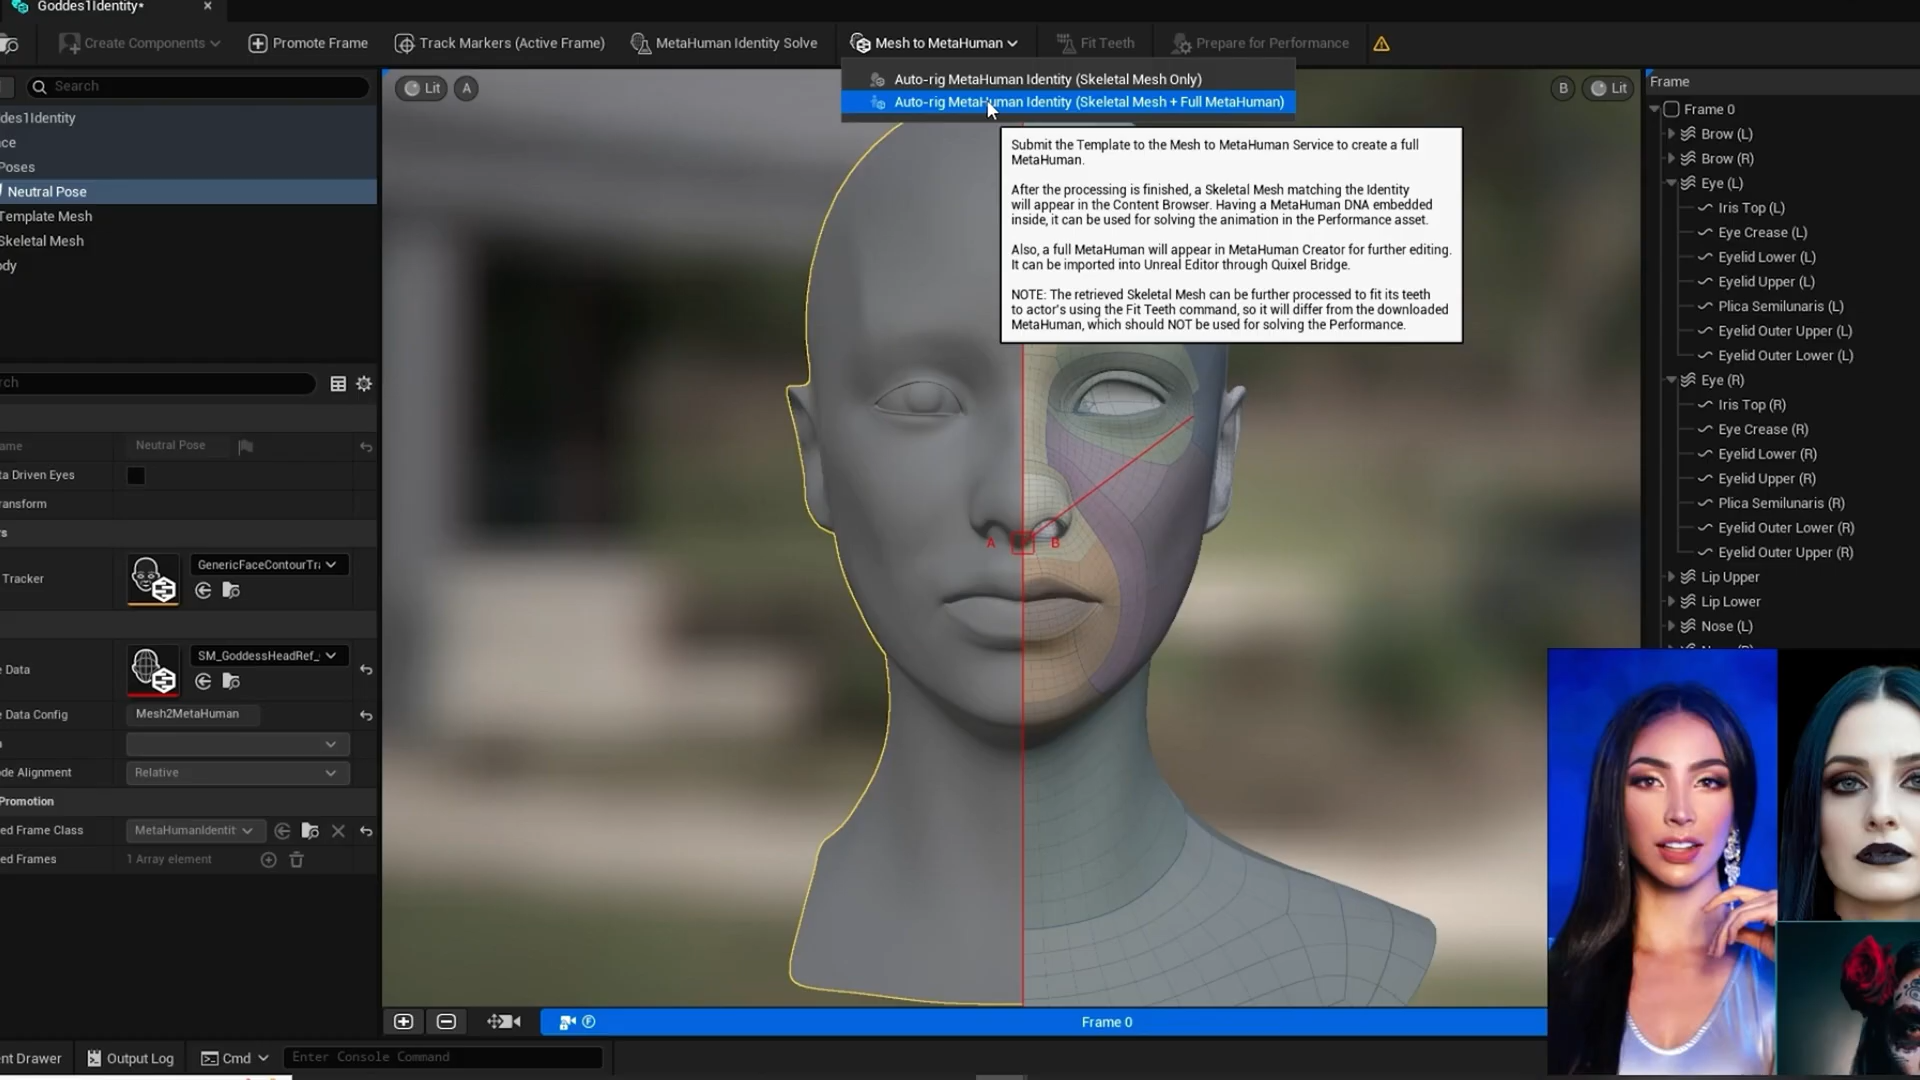 Goddes1Identity*
Create Components
Promote Frame
Track Markers (Active Frame)
MetaHuman Identity Solve
Mesh to MetaHuman
Fit Teeth
Prepare for Performance
Auto-rig MetaHuman Identity (Skeletal Mesh Only)
Auto-rig MetaHuman Identity (Skeletal Mesh + Full MetaHuman)
Submit the Template to the Mesh to MetaHuman Service to create a full
MetaHuman.
After the processing is finished, a Skeletal Mesh matching the Identity
will appear in the Content Browser. Having a MetaHuman DNA embedded
inside, it can be used for solving the animation in the Performance asset.
Also, a full MetaHuman will appear in MetaHuman Creator for further editing.
It can be imported into Unreal Editor through Quixel Bridge.
NOTE: The retrieved Skeletal Mesh can be further processed to fit its teeth
to actor's using the Fit Teeth command, so it will differ from the downloaded
MetaHuman, which should NOT be used for solving the Performance.
Search
des1Identity
ce
Poses
Neutral Pose
Template Mesh
Skeletal Mesh
ody
rch
ame
Neutral Pose
ta Driven Eyes
ransform
rs
Tracker
GenericFaceContourTra
e Data
SM_GoddessHeadRef_
e Data Config
Mesh2MetaHuman
ode Alignment
Relative
Promotion
ed Frame Class
MetaHumanIdentit
ed Frames
1 Array element
Lit
A
B
Lit
A
B
Frame 0
Frame
Frame 0
Brow (L)
Brow (R)
Eye (L)
Iris Top (L)
Eye Crease (L)
Eyelid Lower (L)
Eyelid Upper (L)
Plica Semilunaris (L)
Eyelid Outer Upper (L)
Eyelid Outer Lower (L)
Eye (R)
Iris Top (R)
Eye Crease (R)
Eyelid Lower (R)
Eyelid Upper (R)
Plica Semilunaris (R)
Eyelid Outer Lower (R)
Eyelid Outer Upper (R)
Lip Upper
Lip Lower
Nose (L)
nt Drawer
Output Log
Cmd
Enter Console Command